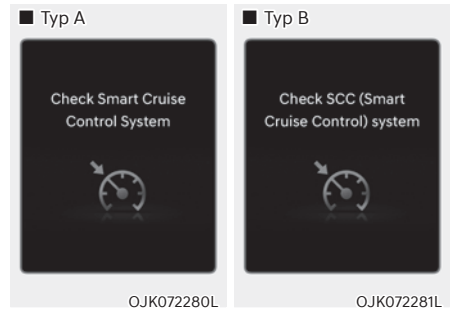 ■ Typ A
Check Smart Cruise
Control System
OJK072280L
■ Typ B
Check SCC (Smart
Cruise Control) system
OJK072281L